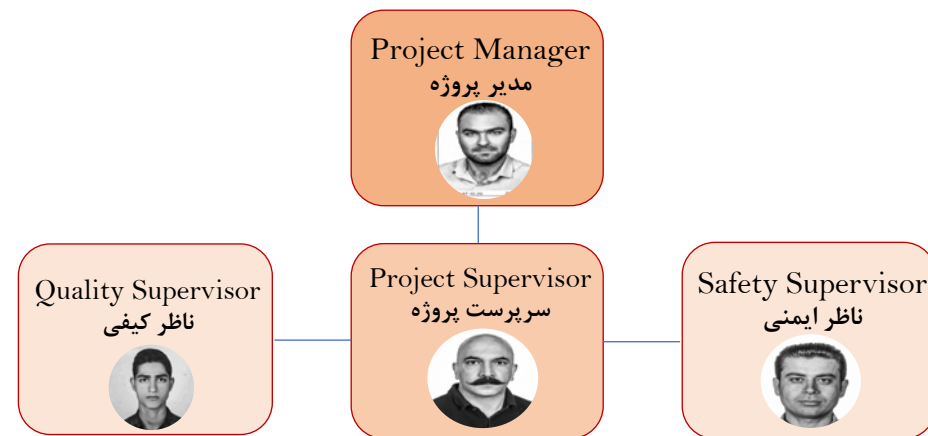 Project Manager
مدیر پروژه
Quality Supervisor
ناظر کیفی
Project Supervisor
سرپرست پروژه
Safety Supervisor
ناظر ایمنی